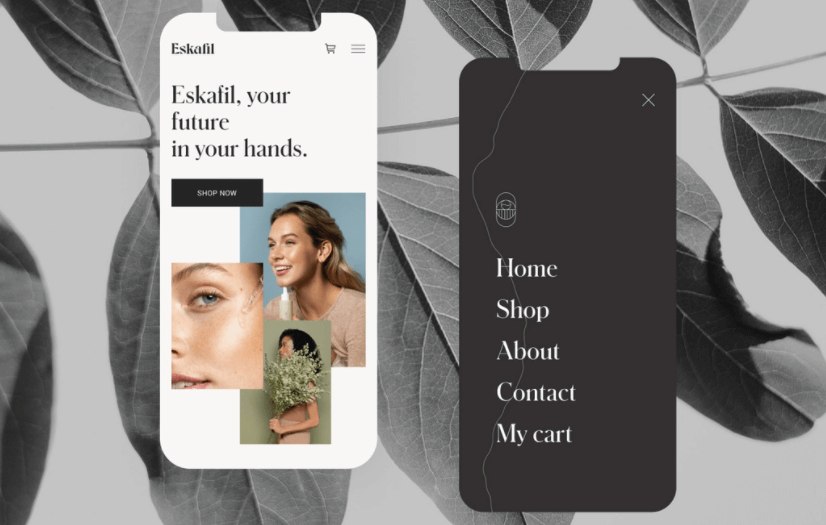 Eskafil
Eskafil, your
future
in your hands.
SHOP NOW
Home
Shop
About
Contact
My cart